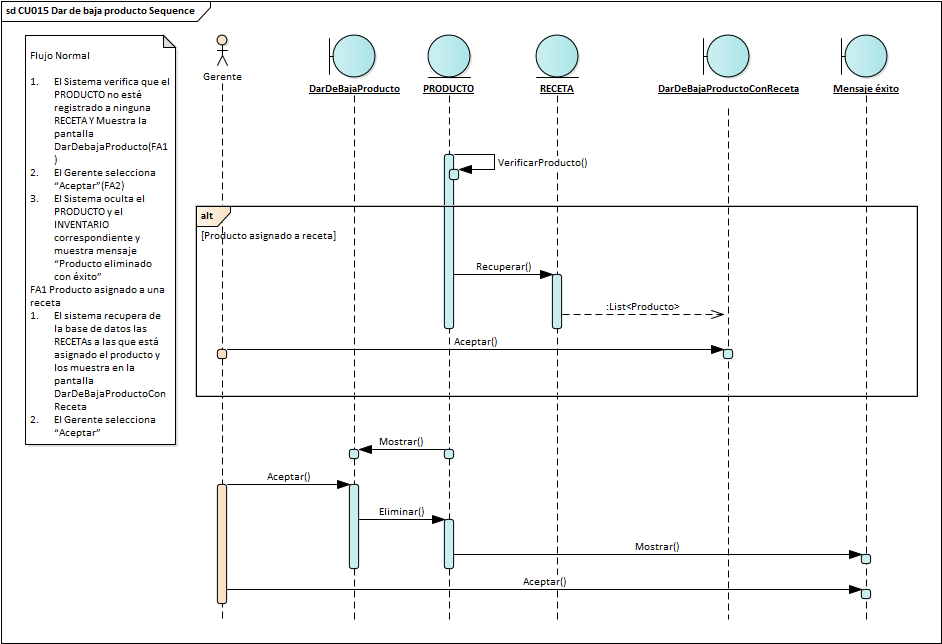 sd CU015 Dar de baja producto Sequence
Flujo Normal
1. El Sistema verifica que el
PRODUCTO no esté
registrado a ninguna
RECETA Y Muestra la
pantalla
DarDebajaProducto(FA1
)
2. El Gerente selecciona
“Aceptar”(FA2)
3. El Sistema oculta el
PRODUCTO y el
INVENTARIO
correspondiente y
muestra mensaje
“Producto eliminado
con éxito”
FA1 Producto asignado a una
receta
1. El sistema recupera de
la base de datos las
RECETAs a las que está
asignado el producto y
los muestra en la
pantalla
DarDeBajaProductoCon
Receta
2. El Gerente selecciona
“Aceptar”
Gerente
DarDeBajaProducto
PRODUCTO
RECETA
DarDeBajaProductoConReceta
Mensaje éxito
VerificarProducto()
alt
[Producto asignado a receta]
Recuperar()
:List<Producto>
Aceptar()
Mostrar()
Aceptar()
Eliminar()
Mostrar()
Aceptar()